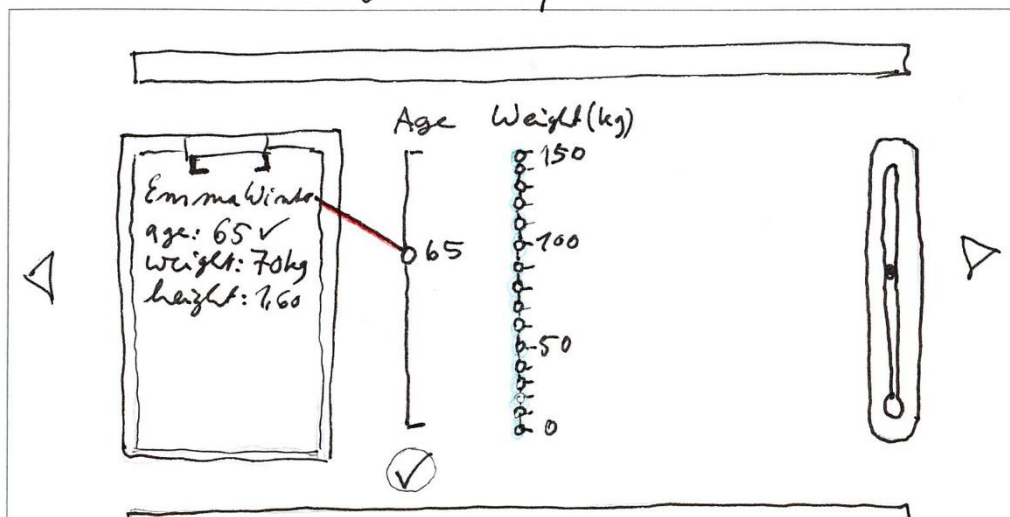 Emma Winter
age: 65 ✓
weight: 70kg
height: 1,60
Age
65
Weight (kg)
150
100
50
0